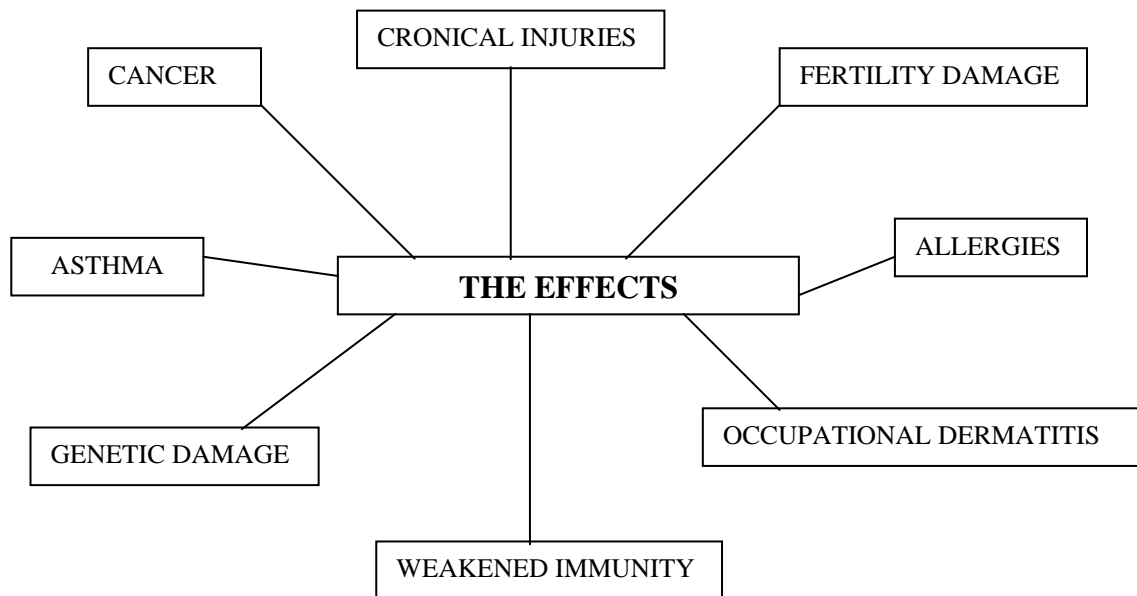 CRONICAL INJURIES
CANCER
FERTILITY DAMAGE
ALLERGIES
ASTHMA
THE EFFECTS
OCCUPATIONAL DERMATITIS
GENETIC DAMAGE
WEAKENED IMMUNITY